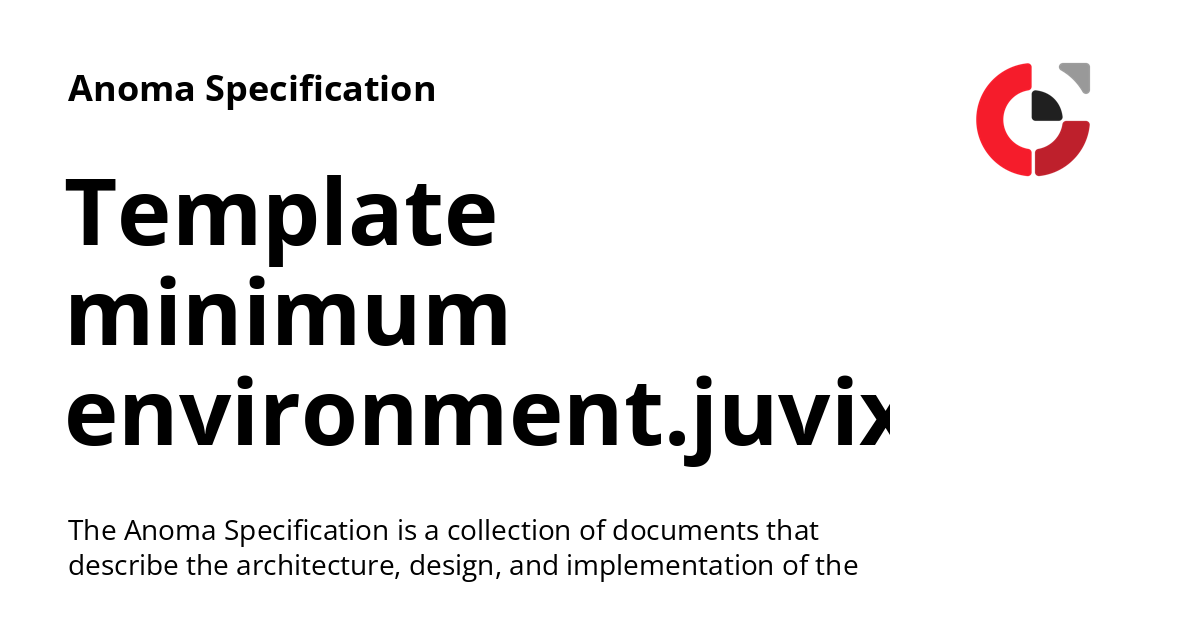 Anoma Specification
Template
minimum
environment.juvix
The Anoma Specification is a collection of documents that
describe the architecture, design, and implementation of the